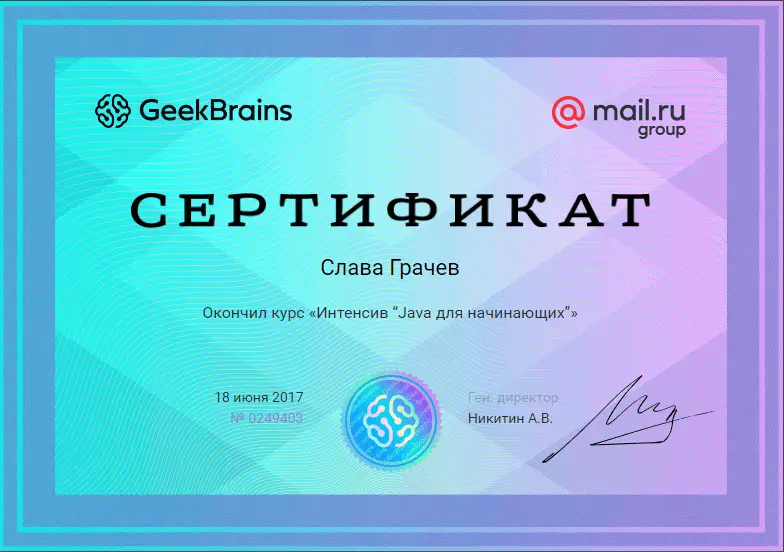 GeekBrains
@mail.ru
group
СЕРТИФИКАТ
Слава Грачев
Окончил курс «Интенсив “Java для начинающих”»
18 июня 2017
№ 0249403
Ген. директор
Никитин А.В.